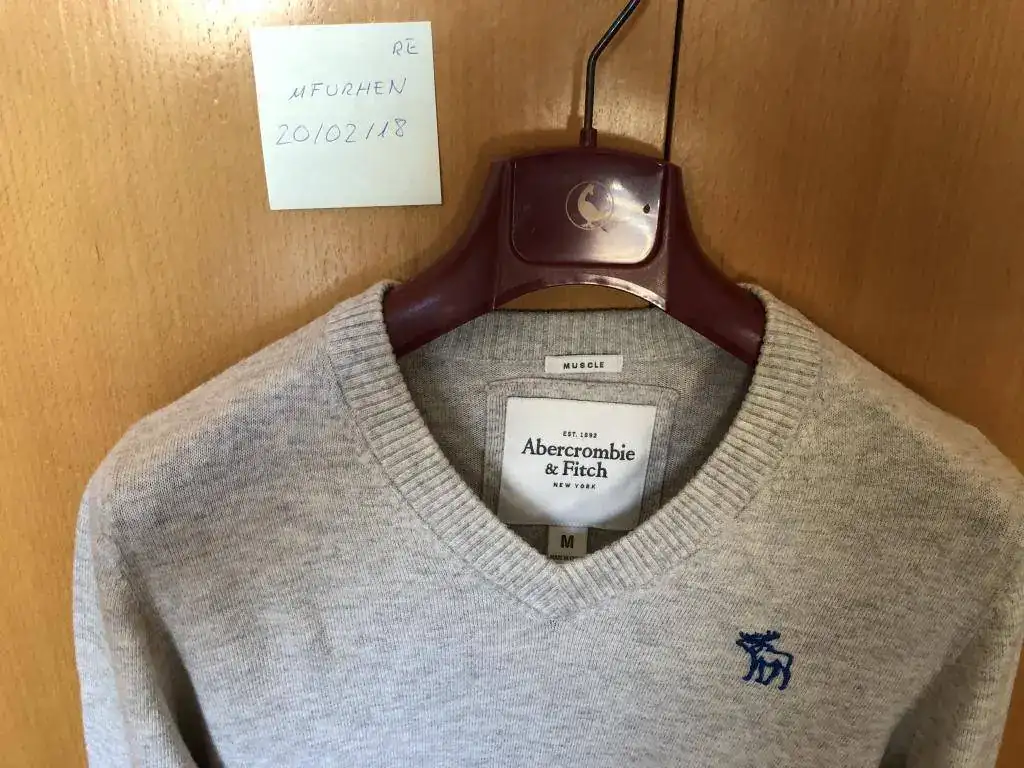 RE
MFURHEN
20/02/18
MUSCLE
EST. 1892
Abercrombie
& Fitch
NEW YORK
M